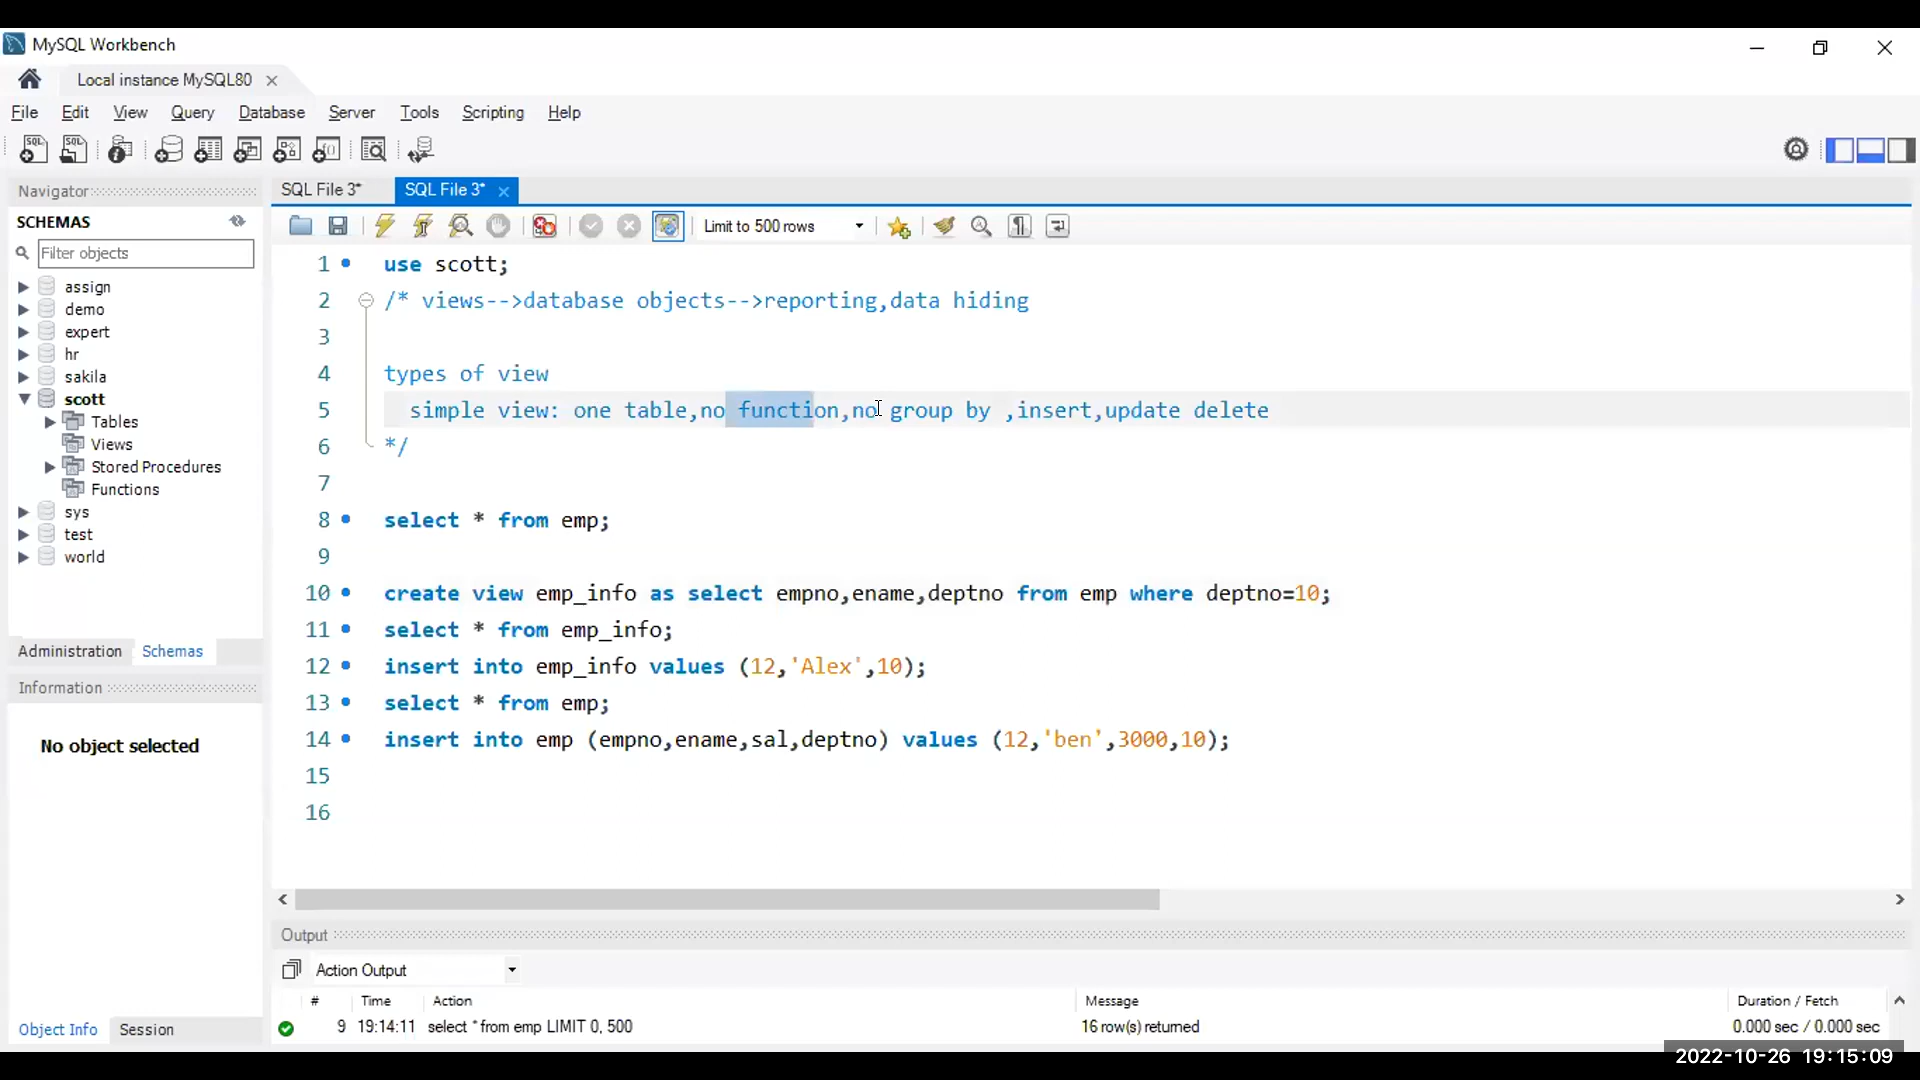 MySQL Workbench
Local instance MySQL80
File Edit View Query Database Server Tools Scripting Help
Navigator
SCHEMAS
Filter objects
assign
demo
expert
hr
sakila
scott
Tables
Views
Stored Procedures
Functions
sys
test
world
Administration Schemas
Information
No object selected
Object Info Session
SQL File 3* SQL File 3*
Limit to 500 rows
1 use scott;
2 /* views-->database objects-->reporting,data hiding
3
4 types of view
5 simple view: one table,no function,no group by ,insert,update delete
6 */
7
8 select * from emp;
9
10 create view emp_info as select empno,ename,deptno from emp where deptno=10;
11 select * from emp_info;
12 insert into emp_info values (12,'Alex',10);
13 select * from emp;
14 insert into emp (empno,ename,sal,deptno) values (12,'ben',3000,10);
15
16
Output
Action Output
# Time Action Message Duration / Fetch
9 19:14:11 select * from emp LIMIT 0, 500 16 row(s) returned 0.000 sec / 0.000 sec
2022-10-26 19:15:09